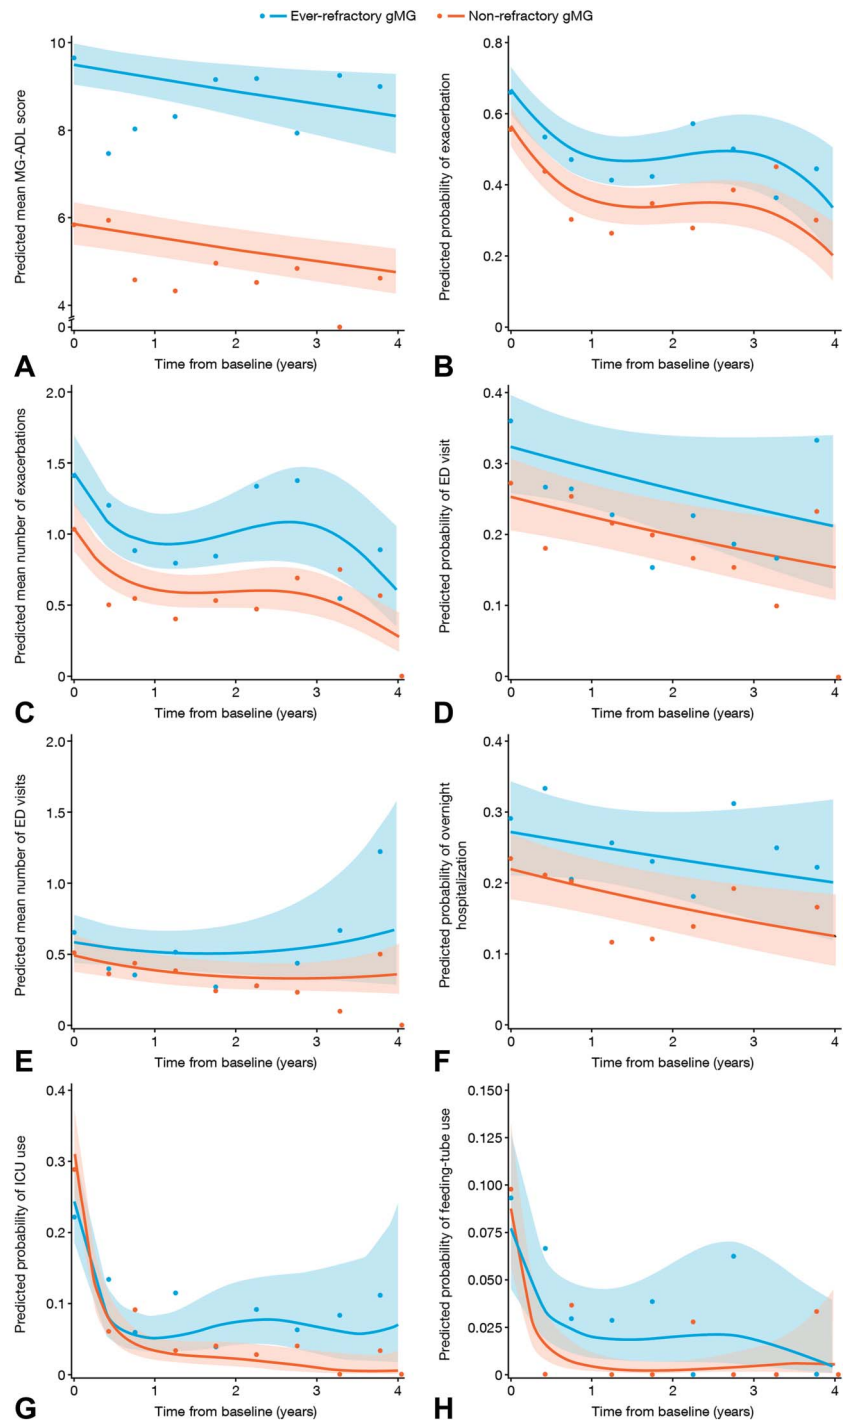 Ever-refractory gMG Non-refractory gMG
Predicted mean MG-ADL score
10
8
6
4
0
0 1 2 3 4
Time from baseline (years)
A
Predicted probability of exacerbation
0.8
0.6
0.4
0.2
0
0 1 2 3 4
Time from baseline (years)
B
Predicted mean number of exacerbations
2.0
1.5
1.0
0.5
0
0 1 2 3 4
Time from baseline (years)
C
Predicted probability of ED visit
0.4
0.3
0.2
0.1
0
0 1 2 3 4
Time from baseline (years)
D
Predicted mean number of ED visits
2.0
1.5
1.0
0.5
0
0 1 2 3 4
Time from baseline (years)
E
Predicted probability of overnight
hospitalization
0.4
0.3
0.2
0.1
0
0 1 2 3 4
Time from baseline (years)
F
Predicted probability of ICU use
0.4
0.3
0.2
0.1
0
0 1 2 3 4
Time from baseline (years)
G
Predicted probability of feeding-tube use
0.150
0.125
0.100
0.075
0.050
0.025
0
0 1 2 3 4
Time from baseline (years)
H